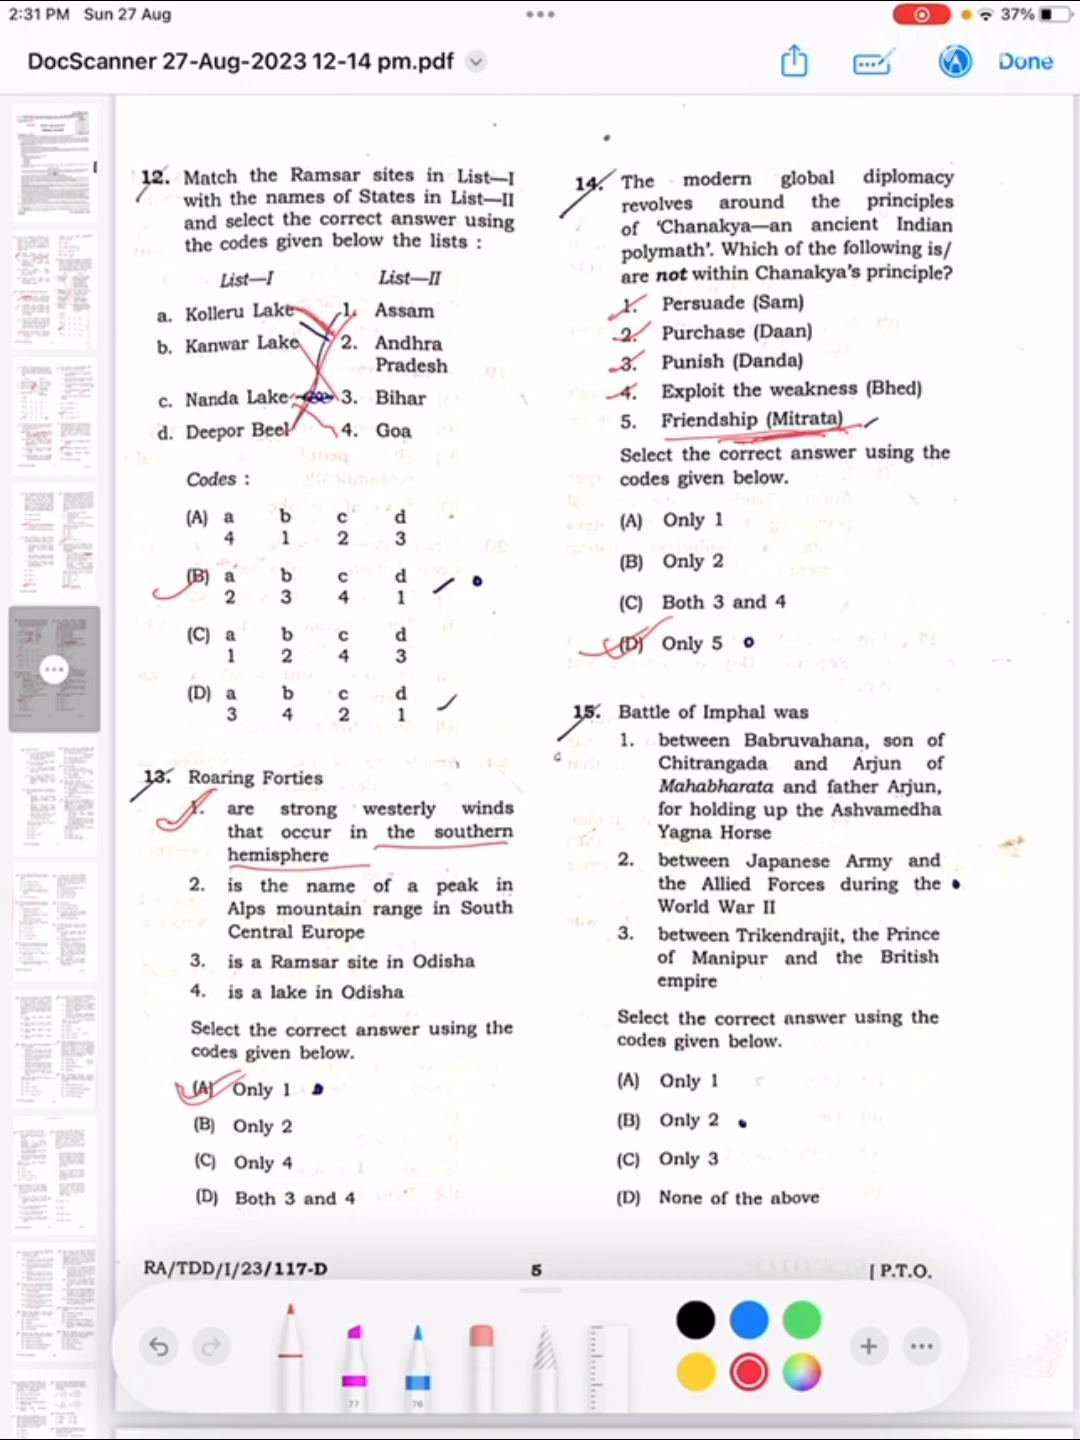 2:31 PM Sun 27 Aug
37%
DocScanner 27-Aug-2023 12-14 pm.pdf
Done
12. Match the Ramsar sites in List—I
with the names of States in List—II
and select the correct answer using
the codes given below the lists :
List—I List—II
a. Kolleru Lake 1. Assam
b. Kanwar Lake 2. Andhra
Pradesh
c. Nanda Lake 3. Bihar
d. Deepor Beel 4. Goa
Codes :
(A) a b c d
4 1 2 3
(B) a b c d
2 3 4 1
(C) a b c d
1 2 4 3
(D) a b c d
3 4 2 1
13. Roaring Forties
1. are strong westerly winds
that occur in the southern
hemisphere
2. is the name of a peak in
Alps mountain range in South
Central Europe
3. is a Ramsar site in Odisha
4. is a lake in Odisha
Select the correct answer using the
codes given below.
(A) Only 1
(B) Only 2
(C) Only 4
(D) Both 3 and 4
14. The modern global diplomacy
revolves around the principles
of 'Chanakya—an ancient Indian
polymath'. Which of the following is/
are not within Chanakya's principle?
1. Persuade (Sam)
2. Purchase (Daan)
3. Punish (Danda)
4. Exploit the weakness (Bhed)
5. Friendship (Mitrata)
Select the correct answer using the
codes given below.
(A) Only 1
(B) Only 2
(C) Both 3 and 4
(D) Only 5
15. Battle of Imphal was
1. between Babruvahana, son of
Chitrangada and Arjun of
Mahabharata and father Arjun,
for holding up the Ashvamedha
Yagna Horse
2. between Japanese Army and
the Allied Forces during the
World War II
3. between Trikendrajit, the Prince
of Manipur and the British
empire
Select the correct answer using the
codes given below.
(A) Only 1
(B) Only 2
(C) Only 3
(D) None of the above
RA/TDD/I/23/117-D 5 [ P.T.O.
77 76